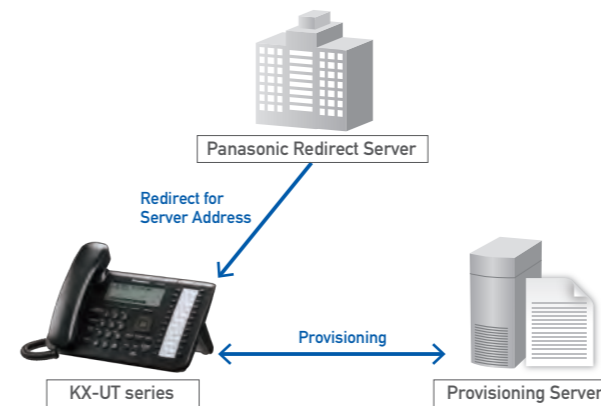 Panasonic Redirect Server
Redirect for
Server Address
Provisioning
KX-UT series
Provisioning Server